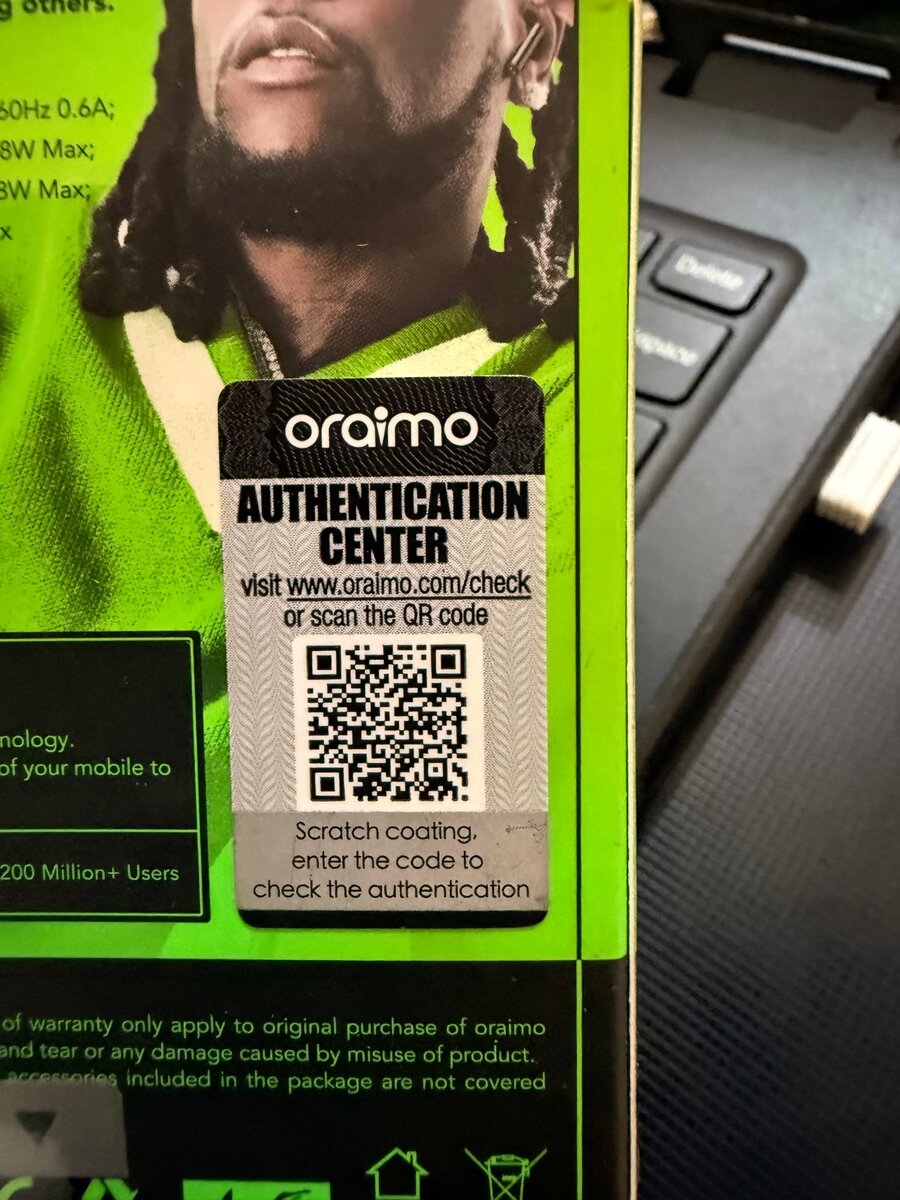 g others.
60Hz 0.6A;
8W Max;
8W Max;
x
oraimo
AUTHENTICATION
CENTER
visit www.oraimo.com/check
or scan the QR code
Scratch coating,
enter the code to
check the authentication
nology.
of your mobile to
200 Million+ Users
of warranty only apply to original purchase of oraimo
and tear or any damage caused by misuse of product.
accessories included in the package are not covered
Delete
space